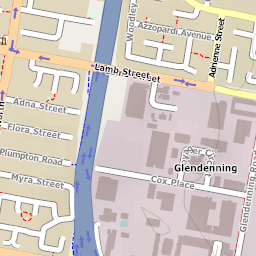 Woodley
Azzopardi Avenue
Adrienne Street
Lamb Street
Adna Street
Flora Street
Plumpton Road
Myra Street
Glendenning
Cox Place
Glendenning Road